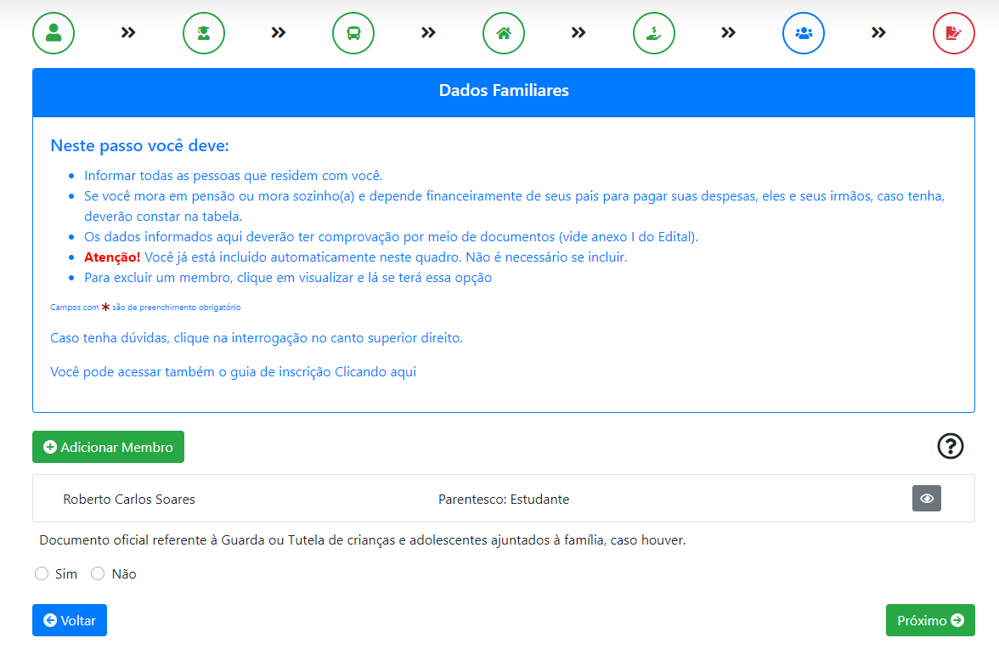 Dados Familiares
Neste passo você deve:
Informar todas as pessoas que residem com você.
Se você mora em pensão ou mora sozinho(a) e depende financeiramente de seus pais para pagar suas despesas, eles e seus irmãos, caso tenha,
deverão constar na tabela.
Os dados informados aqui deverão ter comprovação por meio de documentos (vide anexo I do Edital).
Atenção! Você já está incluido automaticamente neste quadro. Não é necessário se incluir.
Para excluir um membro, clique em visualizar e lá se terá essa opção
Campos com * são de preenchimento obrigatório
Caso tenha dúvidas, clique na interrogação no canto superior direito.
Você pode acessar também o guia de inscrição Clicando aqui
Adicionar Membro
Roberto Carlos Soares Parentesco: Estudante
Documento oficial referente à Guarda ou Tutela de crianças e adolescentes ajuntados à família, caso houver.
Sim Não
Voltar Próximo